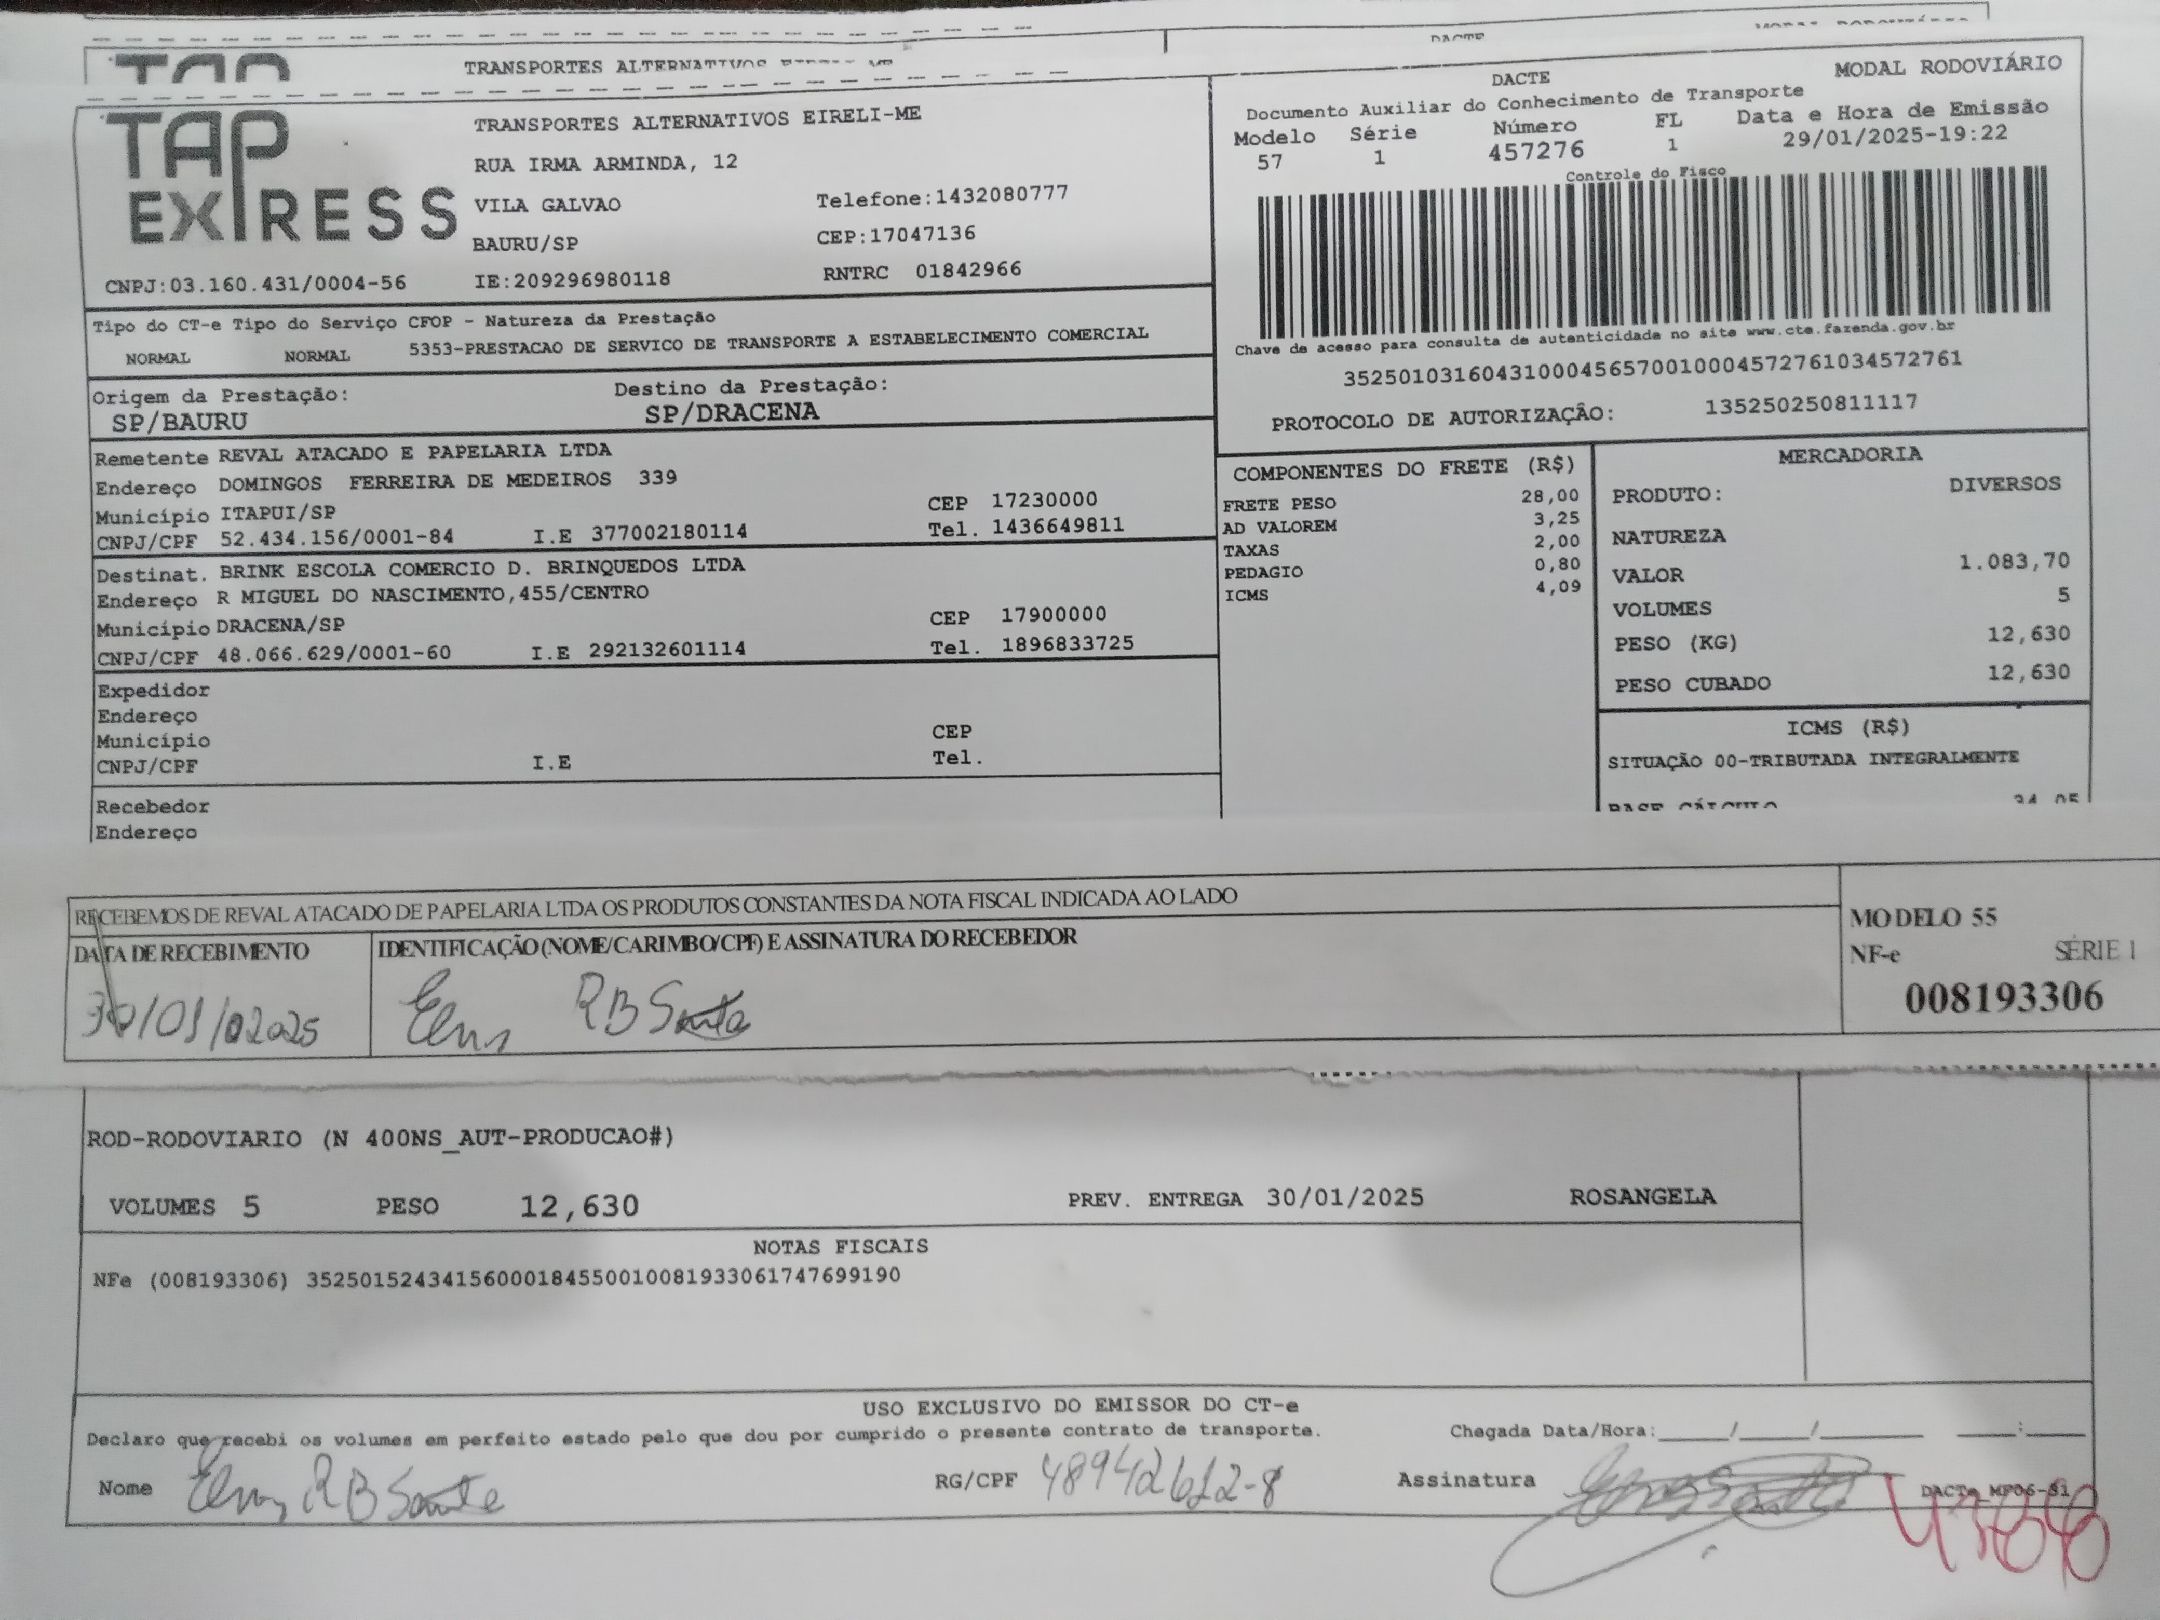 TRANSPORTES ALTERNATIVOS
DACTE
TAP EXPRESS
TRANSPORTES ALTERNATIVOS EIRELI-ME
RUA IRMA ARMINDA, 12
VILA GALVAO Telefone:1432080777
BAURU/SP CEP:17047136
CNPJ:03.160.431/0004-56 IE:209296980118 RNTRC 01842966
DACTE MODAL RODOVIÁRIO
Documento Auxiliar do Conhecimento de Transporte
Modelo Série Número FL Data e Hora de Emissão
57 1 457276 1 29/01/2025-19:22
Controle do Fisco
Chave de acesso para consulta de autenticidade no site www.cte.fazenda.gov.br
35250103160431000456570010004572761034572761
PROTOCOLO DE AUTORIZAÇÃO: 135250250811117
Tipo do CT-e Tipo do Serviço CFOP - Natureza da Prestação
NORMAL NORMAL 5353-PRESTACAO DE SERVICO DE TRANSPORTE A ESTABELECIMENTO COMERCIAL
Origem da Prestação: Destino da Prestação:
SP/BAURU SP/DRACENA
Remetente REVAL ATACADO E PAPELARIA LTDA
Endereço DOMINGOS FERREIRA DE MEDEIROS 339
Município ITAPUI/SP CEP 17230000
CNPJ/CPF 52.434.156/0001-84 I.E 377002180114 Tel. 1436649811
Destinat. BRINK ESCOLA COMERCIO D. BRINQUEDOS LTDA
Endereço R MIGUEL DO NASCIMENTO,455/CENTRO
Município DRACENA/SP CEP 17900000
CNPJ/CPF 48.066.629/0001-60 I.E 292132601114 Tel. 1896833725
Expedidor
Endereço
Município CEP
CNPJ/CPF I.E Tel.
Recebedor
Endereço
COMPONENTES DO FRETE (R$)
FRETE PESO 28,00
AD VALOREM 3,25
TAXAS 2,00
PEDAGIO 0,80
ICMS 4,09
MERCADORIA
PRODUTO: DIVERSOS
NATUREZA
VALOR 1.083,70
VOLUMES 5
PESO (KG) 12,630
PESO CUBADO 12,630
ICMS (R$)
SITUAÇÃO 00-TRIBUTADA INTEGRALMENTE
BASE CÁLCULO
RECEBEMOS DE REVAL ATACADO DE PAPELARIA LTDA OS PRODUTOS CONSTANTES DA NOTA FISCAL INDICADA AO LADO
DATA DE RECEBIMENTO IDENTIFICAÇÃO (NOME/CARIMBO/CPF) E ASSINATURA DO RECEBEDOR
R B Santo
MODELO 55
NF-e SÉRIE 1
008193306
ROD-RODOVIARIO (N 400NS_AUT-PRODUCAO#)
VOLUMES 5 PESO 12,630 PREV. ENTREGA 30/01/2025 ROSANGELA
NOTAS FISCAIS
NFe (008193306) 35250152434156000184550010081933061747699190
USO EXCLUSIVO DO EMISSOR DO CT-e
Declaro que recebi os volumes em perfeito estado pelo que dou por cumprido o presente contrato de transporte. Chegada Data/Hora:____/____/______ ____:____
Nome R B Sante RG/CPF 48942612-8 Assinatura